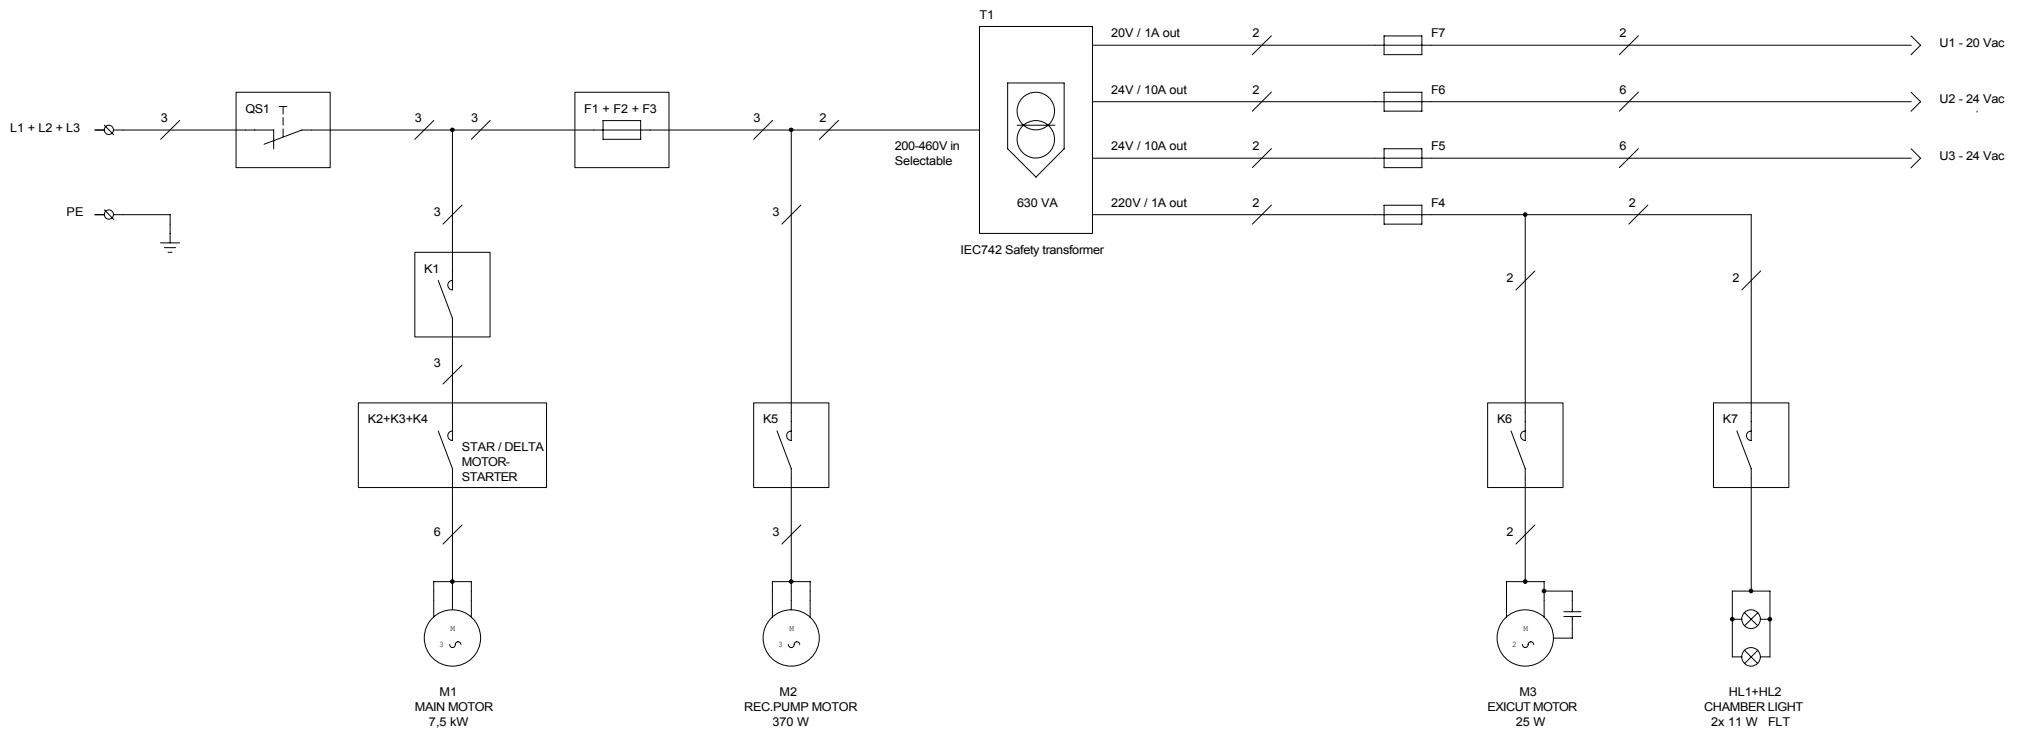 T1
20V / 1A out
2
F7
2
U1 - 20 Vac
24V / 10A out
2
F6
6
U2 - 24 Vac
L1 + L2 + L3
3
QS1
3
3
F1 + F2 + F3
3
2
200-460V in
Selectable
24V / 10A out
2
F5
6
U3 - 24 Vac
630 VA
PE
3
3
220V / 1A out
2
F4
2
IEC742 Safety transformer
K1
2
2
3
K2+K3+K4
STAR / DELTA
MOTOR-
STARTER
K5
K6
K7
6
3
2
M
3
M
3
M
2
M1
MAIN MOTOR
7,5 kW
M2
REC.PUMP MOTOR
370 W
M3
EXICUT MOTOR
25 W
HL1+HL2
CHAMBER LIGHT
2x 11 W FLT